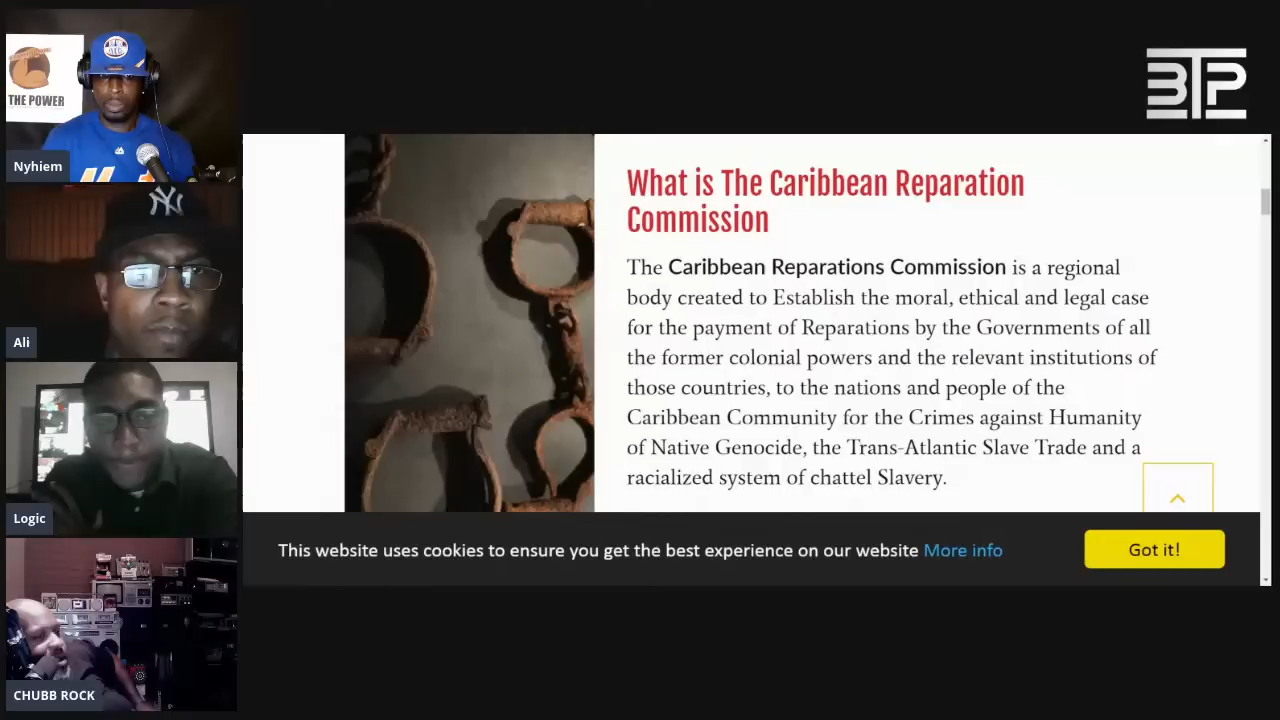 THE POWER
Nyhiem
NY
Ali
Logic
CHUBB ROCK
BTP
What is The Caribbean Reparation
Commission
The Caribbean Reparations Commission is a regional
body created to Establish the moral, ethical and legal case
for the payment of Reparations by the Governments of all
the former colonial powers and the relevant institutions of
those countries, to the nations and people of the
Caribbean Community for the Crimes against Humanity
of Native Genocide, the Trans-Atlantic Slave Trade and a
racialized system of chattel Slavery.
This website uses cookies to ensure you get the best experience on our website More info
Got it!